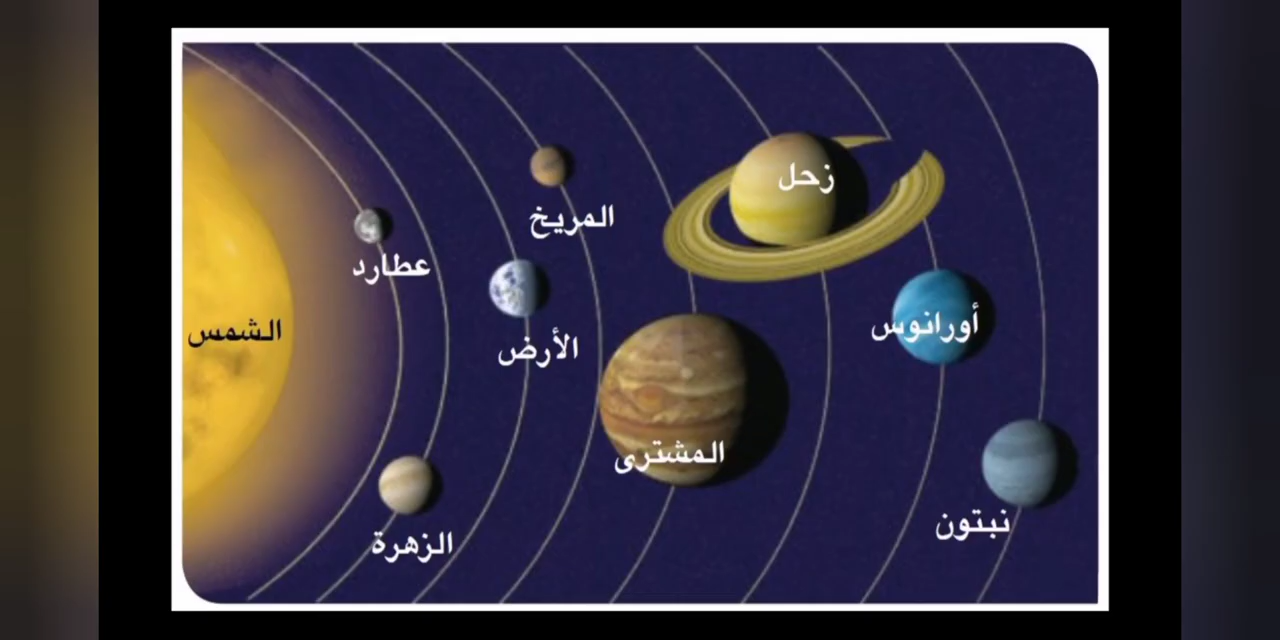 زحل
المريخ
عطارد
أورانوس
الشمس
الأرض
المشترى
نبتون
الزهرة